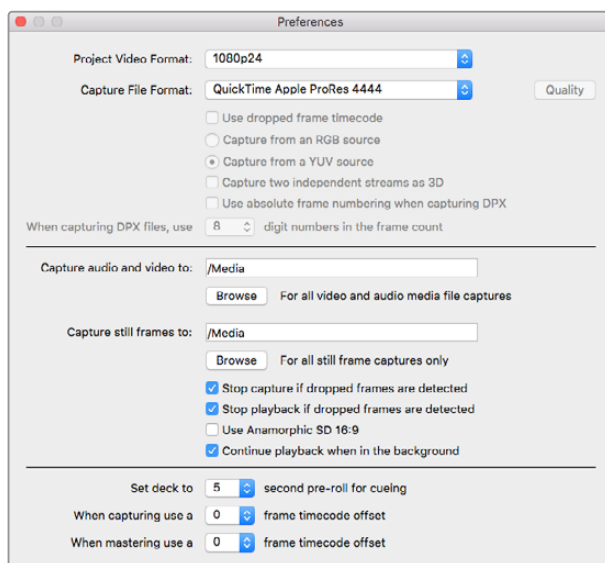 Preferences
Project Video Format: 1080p24
Capture File Format: QuickTime Apple ProRes 4444 Quality
Use dropped frame timecode
Capture from an RGB source
Capture from a YUV source
Capture two independent streams as 3D
Use absolute frame numbering when capturing DPX
When capturing DPX files, use 8 digit numbers in the frame count
Capture audio and video to: /Media
Browse For all video and audio media file captures
Capture still frames to: /Media
Browse For all still frame captures only
Stop capture if dropped frames are detected
Stop playback if dropped frames are detected
Use Anamorphic SD 16:9
Continue playback when in the background
Set deck to 5 second pre-roll for cueing
When capturing use a 0 frame timecode offset
When mastering use a 0 frame timecode offset